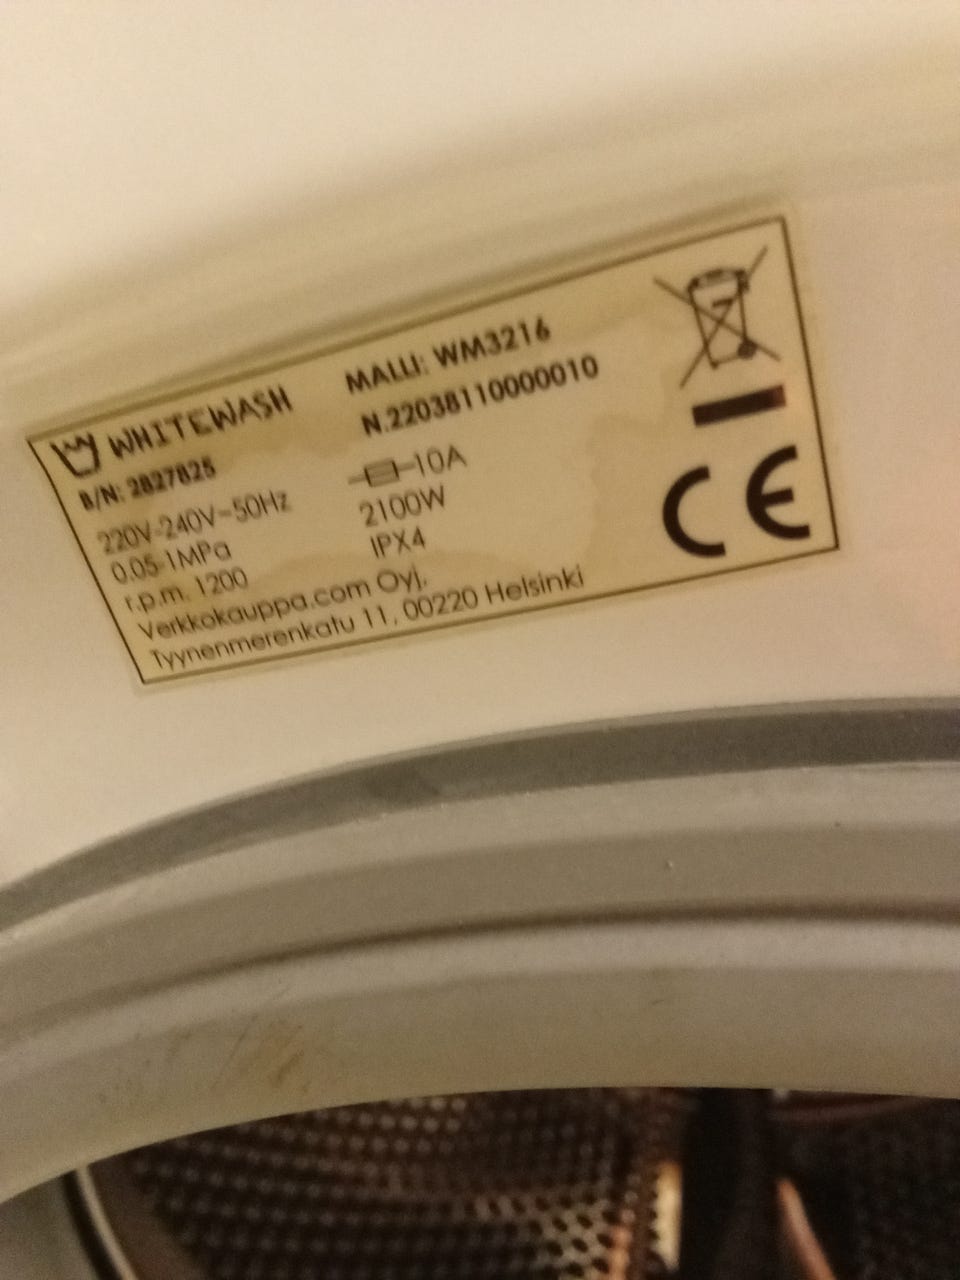 WHITEWASH MALLI: WM3216
B/N: 2827825 N.22038110000010
220V-240V~50Hz 10A
0.05-1MPa 2100W
r.p.m. 1200 IPX4
Verkkokauppa.com Oyj.
Tyynenmerenkatu 11, 00220 Helsinki
CE